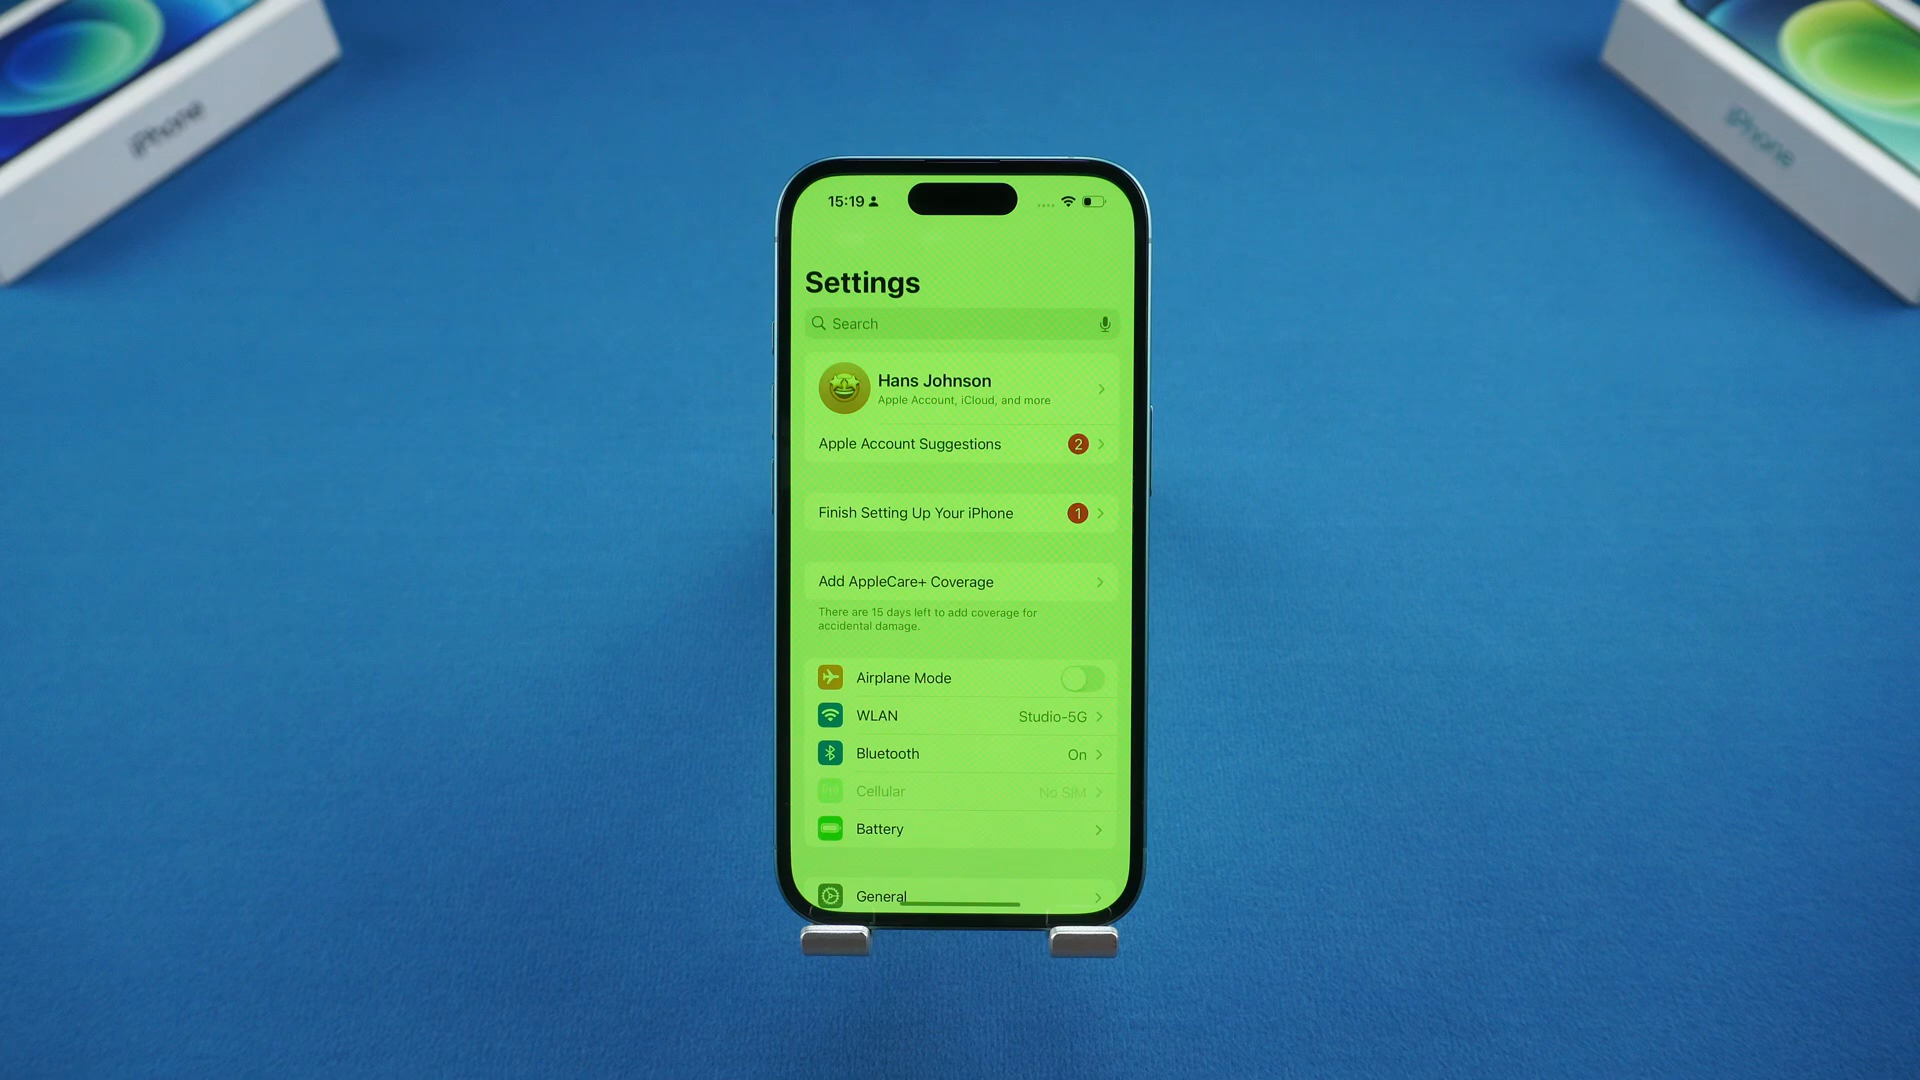 iPhone
iPhone
15:19
Settings
Search
Hans Johnson
Apple Account, iCloud, and more
Apple Account Suggestions 2
Finish Setting Up Your iPhone 1
Add AppleCare+ Coverage
There are 15 days left to add coverage for
accidental damage.
Airplane Mode
WLAN Studio-5G
Bluetooth On
Cellular No SIM
Battery
General